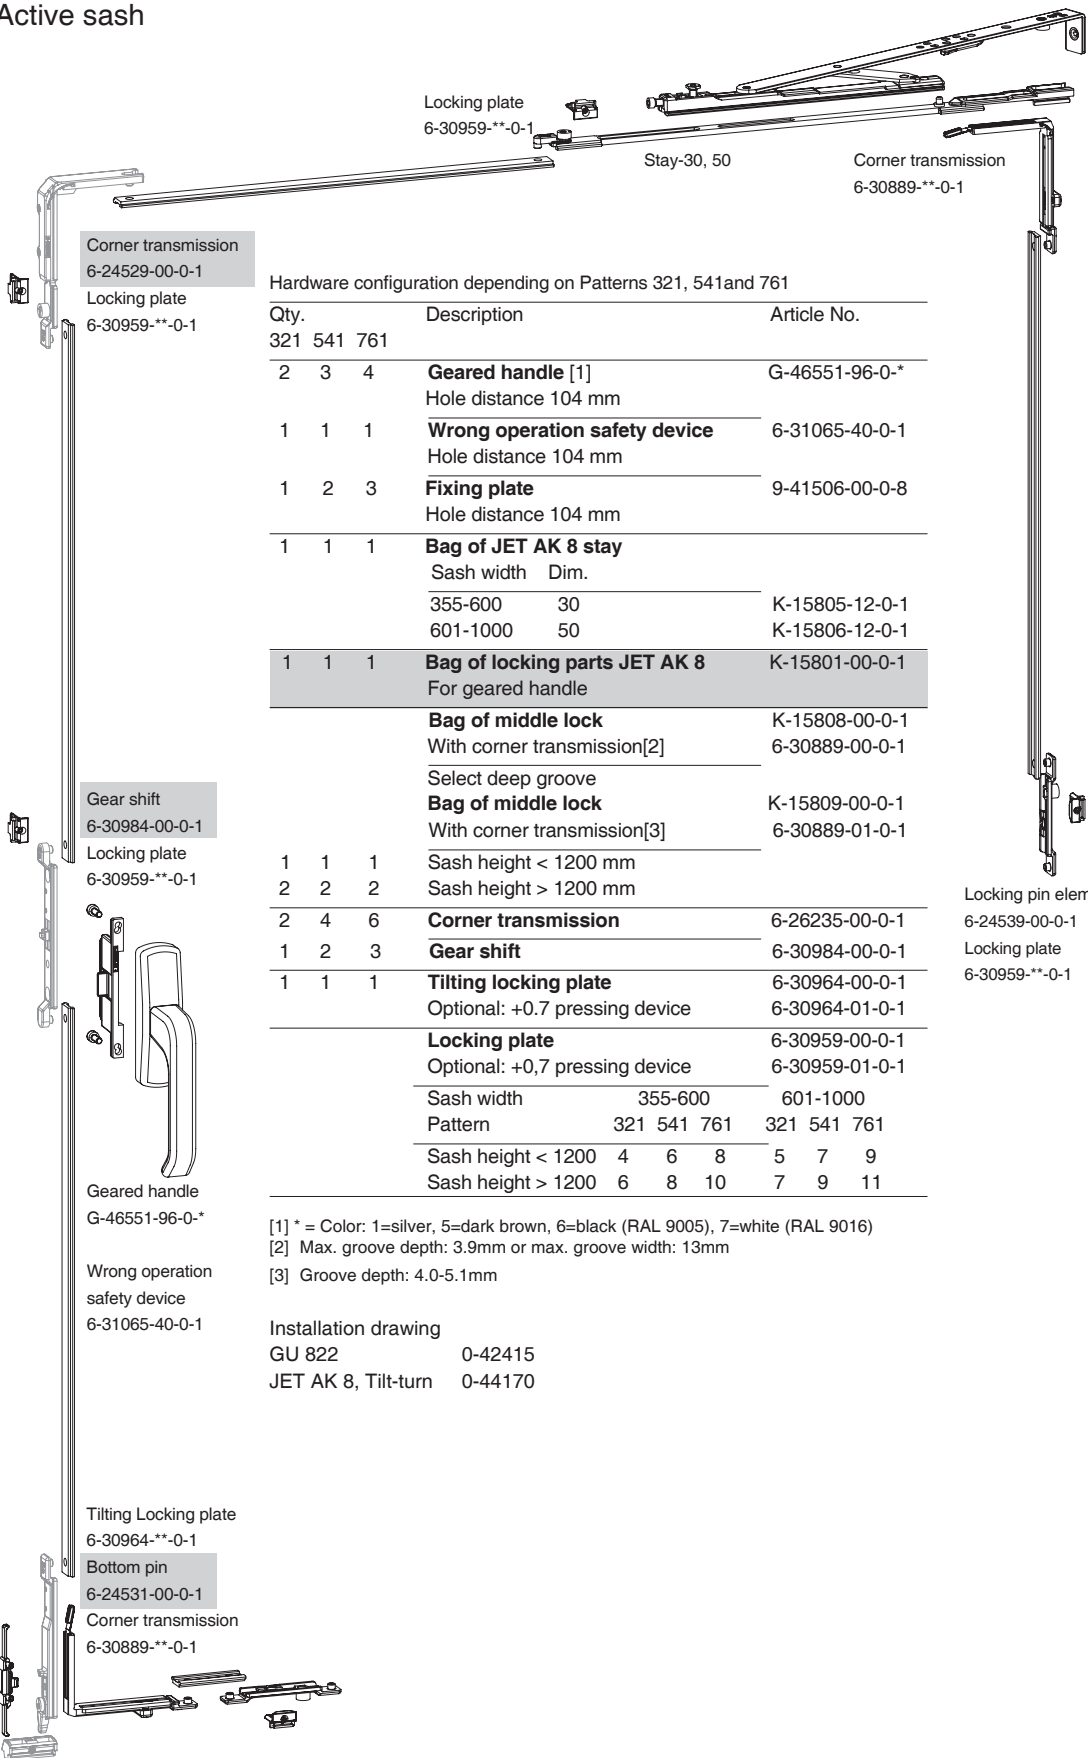 Active sash
Locking plate
6-30959-**-0-1
Stay-30, 50
Corner transmission
6-30889-**-0-1
Corner transmission
6-24529-00-0-1
Locking plate
6-30959-**-0-1
Hardware configuration depending on Patterns 321, 541and 761
Qty. Description Article No.
321 541 761
2 3 4 Geared handle [1] G-46551-96-0-*
Hole distance 104 mm
1 1 1 Wrong operation safety device 6-31065-40-0-1
Hole distance 104 mm
1 2 3 Fixing plate 9-41506-00-0-8
Hole distance 104 mm
1 1 1 Bag of JET AK 8 stay
Sash width Dim.
355-600 30 K-15805-12-0-1
601-1000 50 K-15806-12-0-1
1 1 1 Bag of locking parts JET AK 8 K-15801-00-0-1
For geared handle
Bag of middle lock K-15808-00-0-1
With corner transmission[2] 6-30889-00-0-1
Select deep groove
Bag of middle lock K-15809-00-0-1
With corner transmission[3] 6-30889-01-0-1
1 1 1 Sash height < 1200 mm
2 2 2 Sash height > 1200 mm
2 4 6 Corner transmission 6-26235-00-0-1
1 2 3 Gear shift 6-30984-00-0-1
1 1 1 Tilting locking plate 6-30964-00-0-1
Optional: +0.7 pressing device 6-30964-01-0-1
Locking plate 6-30959-00-0-1
Optional: +0,7 pressing device 6-30959-01-0-1
Sash width 355-600 601-1000
Pattern 321 541 761 321 541 761
Sash height < 1200 4 6 8 5 7 9
Sash height > 1200 6 8 10 7 9 11
[1] * = Color: 1=silver, 5=dark brown, 6=black (RAL 9005), 7=white (RAL 9016)
[2] Max. groove depth: 3.9mm or max. groove width: 13mm
[3] Groove depth: 4.0-5.1mm
Installation drawing
GU 822 0-42415
JET AK 8, Tilt-turn 0-44170
Gear shift
6-30984-00-0-1
Locking plate
6-30959-**-0-1
Locking pin elem
6-24539-00-0-1
Locking plate
6-30959-**-0-1
Geared handle
G-46551-96-0-*
Wrong operation
safety device
6-31065-40-0-1
Tilting Locking plate
6-30964-**-0-1
Bottom pin
6-24531-00-0-1
Corner transmission
6-30889-**-0-1